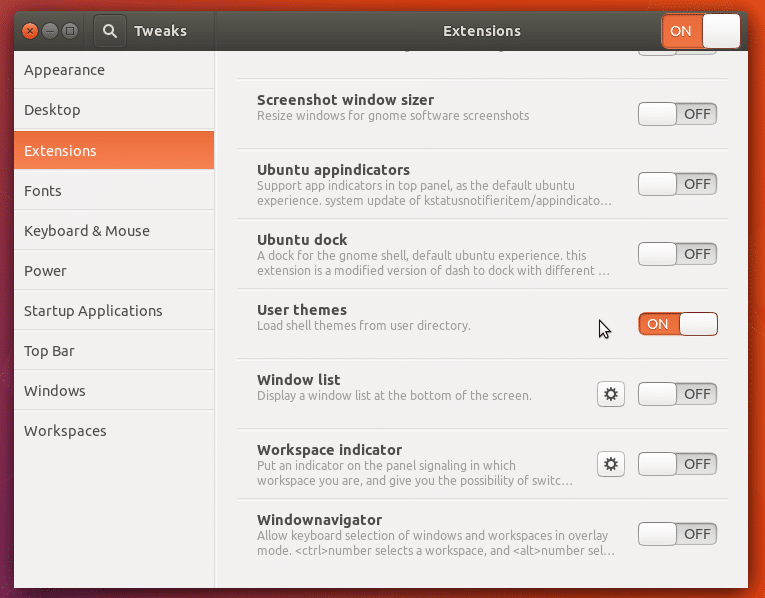 Tweaks
Extensions
ON
Appearance
Desktop
Extensions
Fonts
Keyboard & Mouse
Power
Startup Applications
Top Bar
Windows
Workspaces
Screenshot window sizer
Resize windows for gnome software screenshots
OFF
Ubuntu appindicators
Support app indicators in top panel, as the default ubuntu
experience. system update of kstatusnotifieritem/appindicato…
OFF
Ubuntu dock
A dock for the gnome shell, default ubuntu experience. this
extension is a modified version of dash to dock with different …
OFF
User themes
Load shell themes from user directory.
ON
Window list
Display a window list at the bottom of the screen.
OFF
Workspace indicator
Put an indicator on the panel signaling in which
workspace you are, and give you the possibility of switc…
OFF
Windownavigator
Allow keyboard selection of windows and workspaces in overlay
mode. <ctrl>number selects a workspace, and <alt>number sel…
OFF